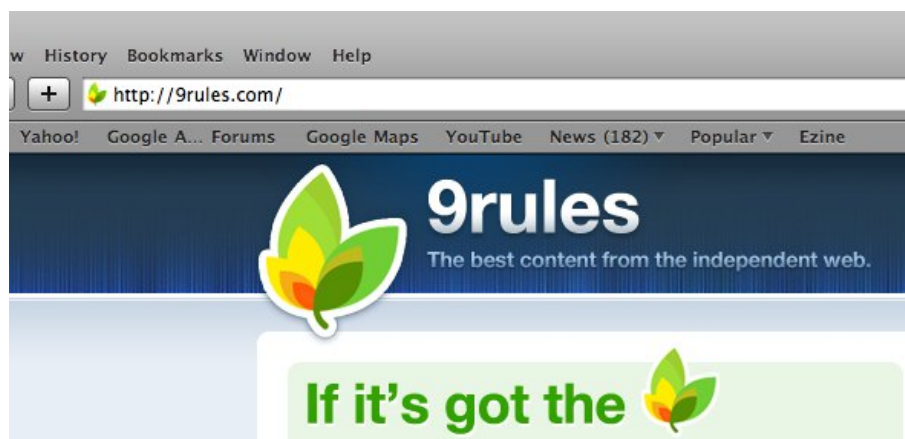 History Bookmarks Window Help
+ http://9rules.com/
Yahoo! Google A... Forums Google Maps YouTube News (182) ▼ Popular ▼ Ezine
9rules
The best content from the independent web.
If it's got the